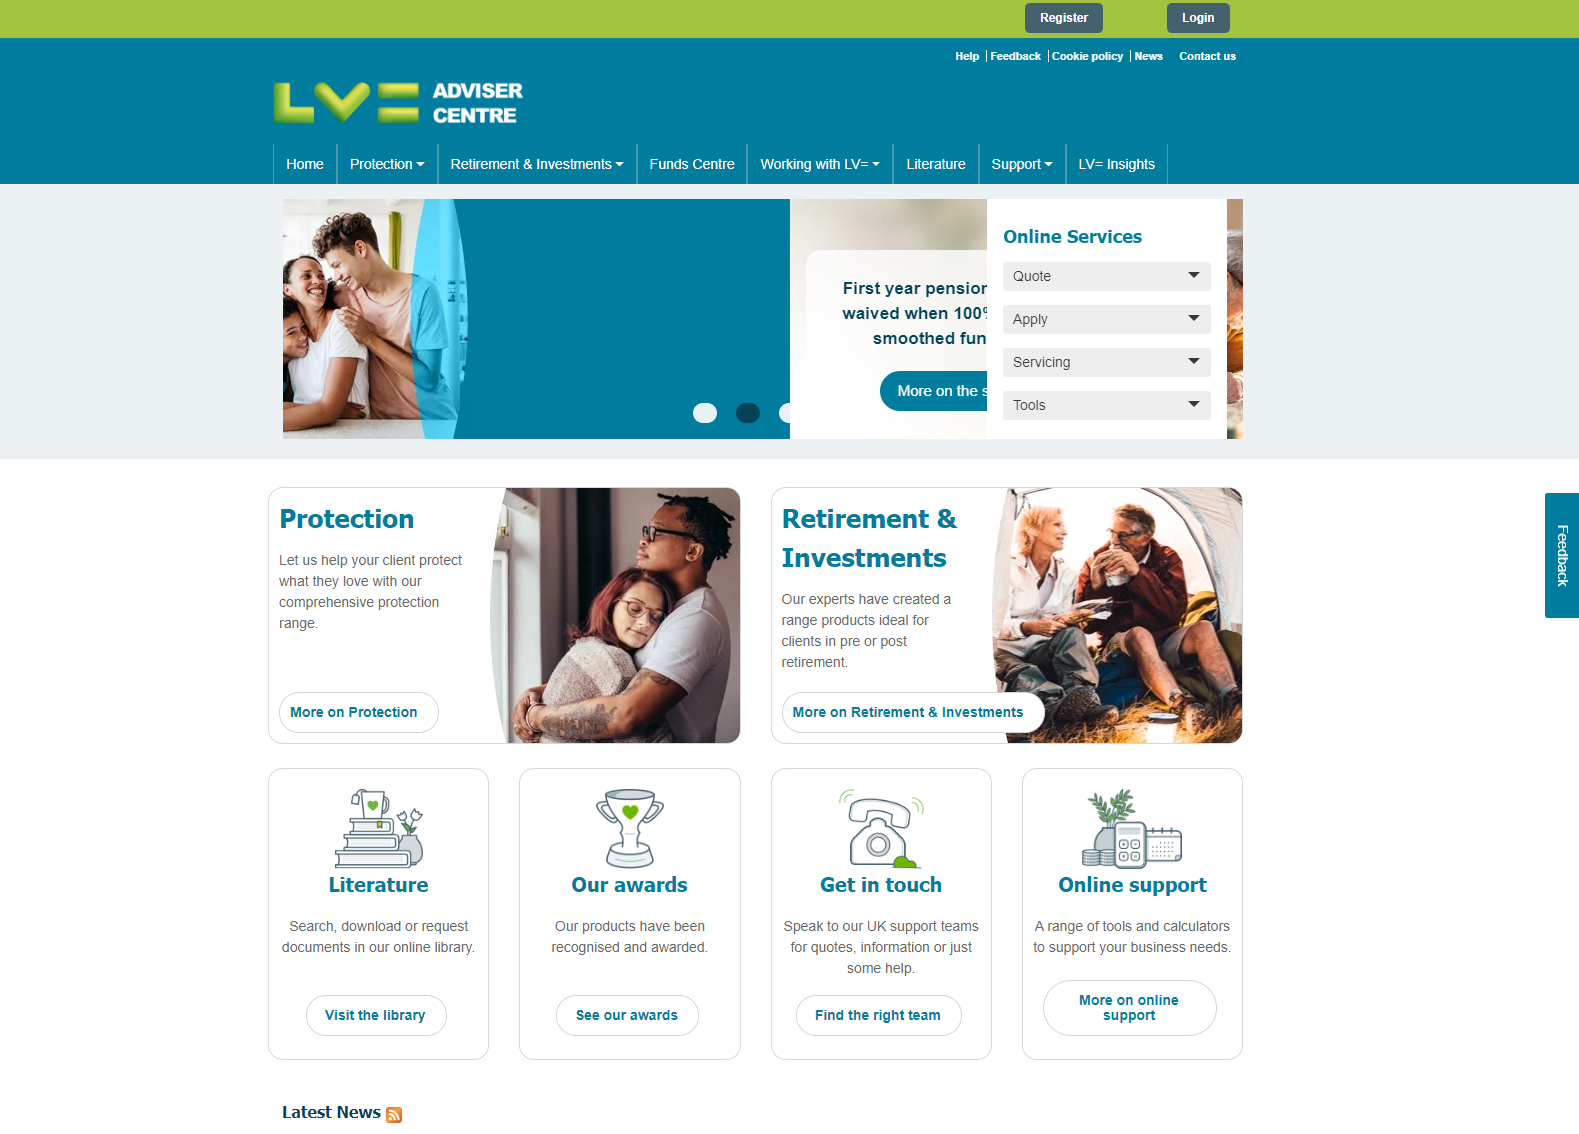 Register
Login
Help
Feedback
Cookie policy
News
Contact us
LV=
ADVISER
CENTRE
Home
Protection
Retirement & Investments
Funds Centre
Working with LV=
Literature
Support
LV= Insights
First year pension
waived when 100%
smoothed fun
More on the s
Online Services
Quote
Apply
Servicing
Tools
Protection
Let us help your client protect
what they love with our
comprehensive protection
range.
More on Protection
Retirement &
Investments
Our experts have created a
range products ideal for
clients in pre or post
retirement.
More on Retirement & Investments
Feedback
Literature
Search, download or request
documents in our online library.
Visit the library
Our awards
Our products have been
recognised and awarded.
See our awards
Get in touch
Speak to our UK support teams
for quotes, information or just
some help.
Find the right team
Online support
A range of tools and calculators
to support your business needs.
More on online
support
Latest News